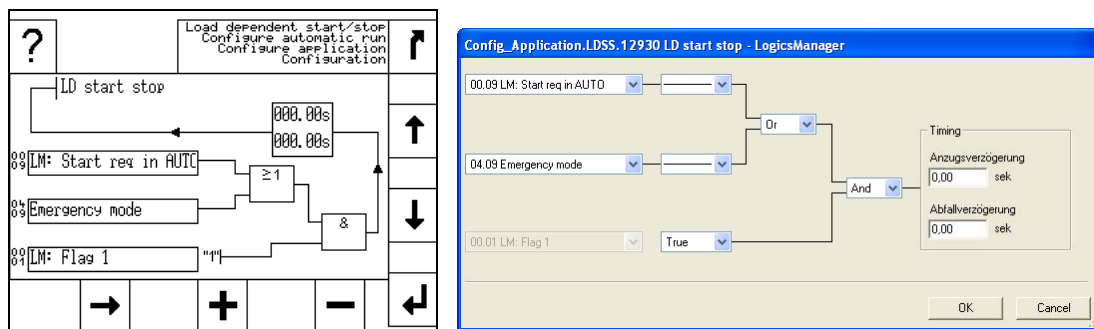 ?
Load dependent start/stop
Configure automatic run
Configure application
Configuration
LD start stop
000.00s
000.00s
00
09
LM: Start req in AUTO
≥1
04
09
Emergency mode
&
00
01
LM: Flag 1
"1"
+
−
Config_Application.LDSS.12930 LD start stop - LogicsManager
00.09 LM: Start req in AUTO
Or
04.09 Emergency mode
And
00.01 LM: Flag 1
True
Timing
Anzugsverzögerung
0,00 sek
Abfallverzögerung
0,00 sek
OK Cancel